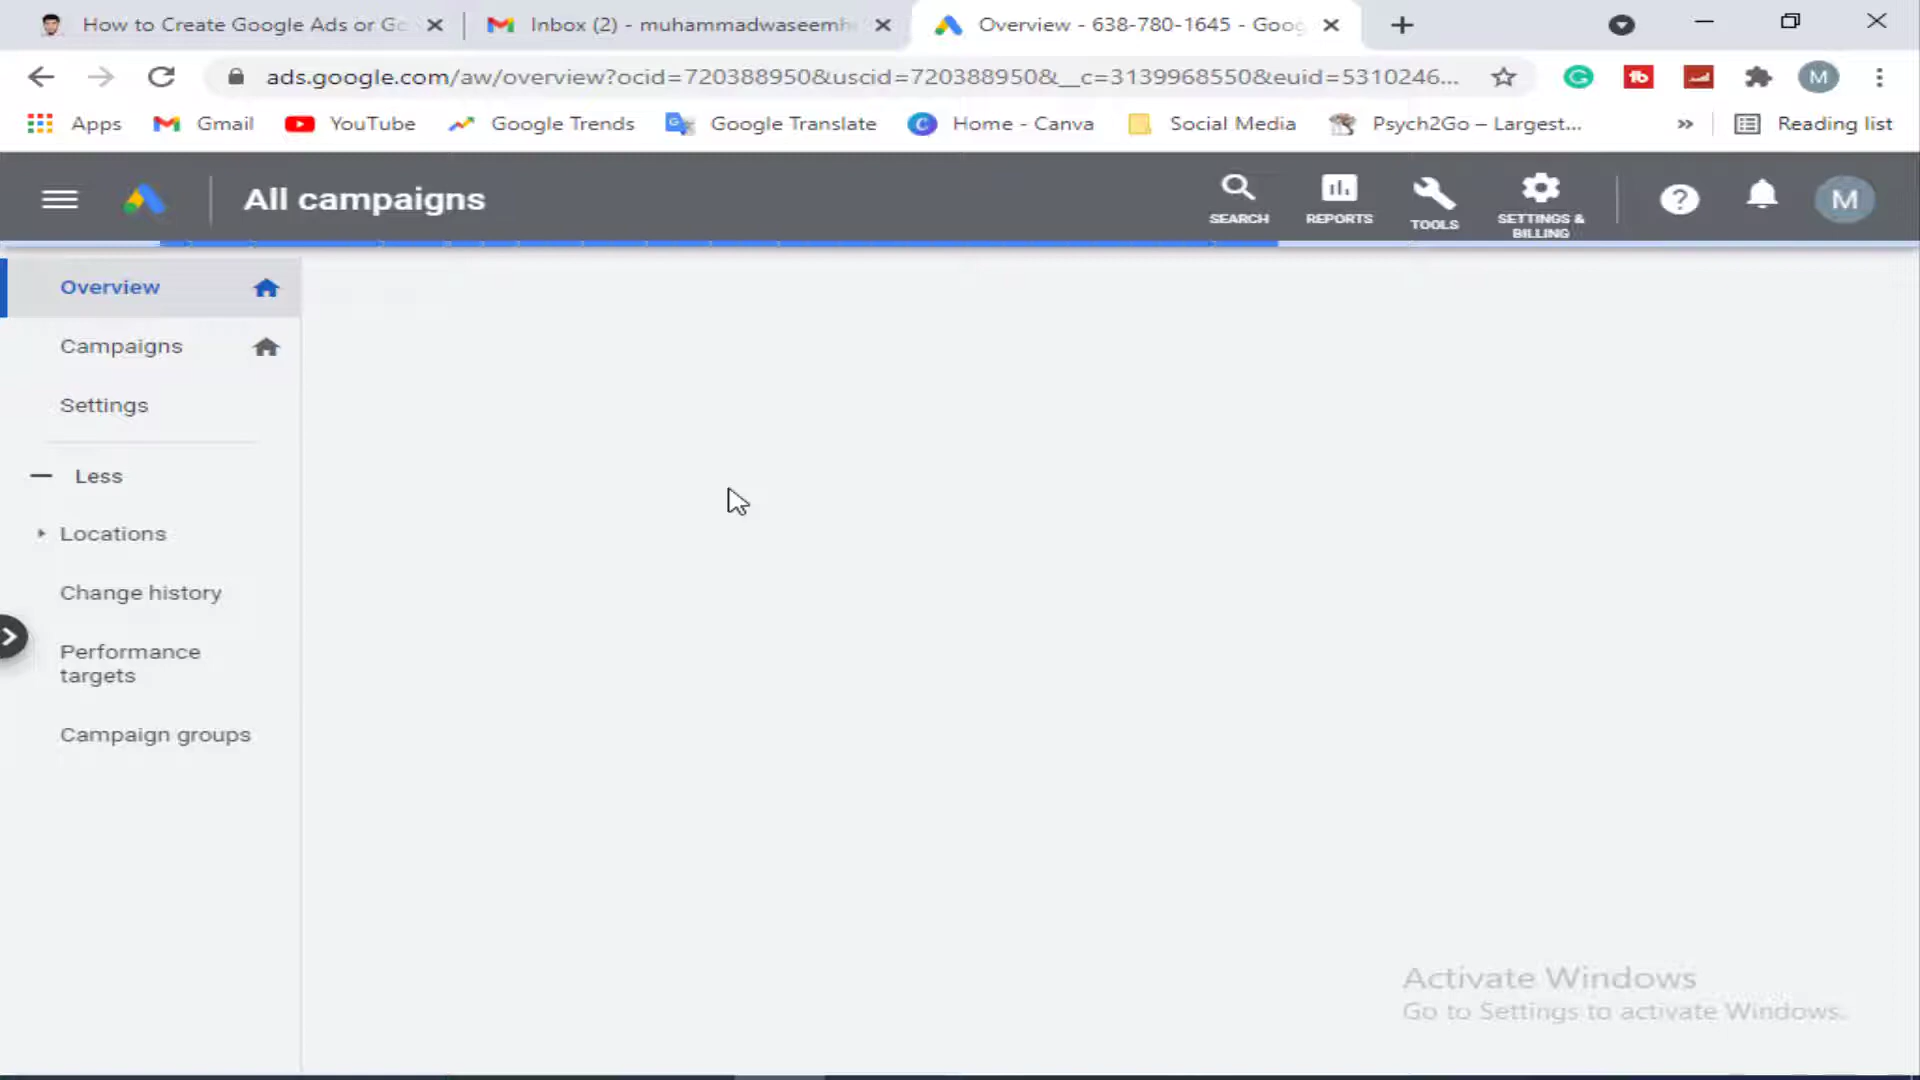 How to Create Google Ads or Go
Inbox (2) - muhammadwaseemh
Overview - 638-780-1645 - Goog
ads.google.com/aw/overview?ocid=720388950&uscid=720388950&__c=3139968550&euid=5310246...
M
Apps
Gmail
YouTube
Google Trends
Google Translate
Home - Canva
Social Media
Psych2Go – Largest...
»
Reading list
All campaigns
SEARCH
REPORTS
TOOLS
SETTINGS &
BILLING
M
Overview
Campaigns
Settings
Less
Locations
Change history
Performance
targets
Campaign groups
Activate Windows
Go to Settings to activate Windows.